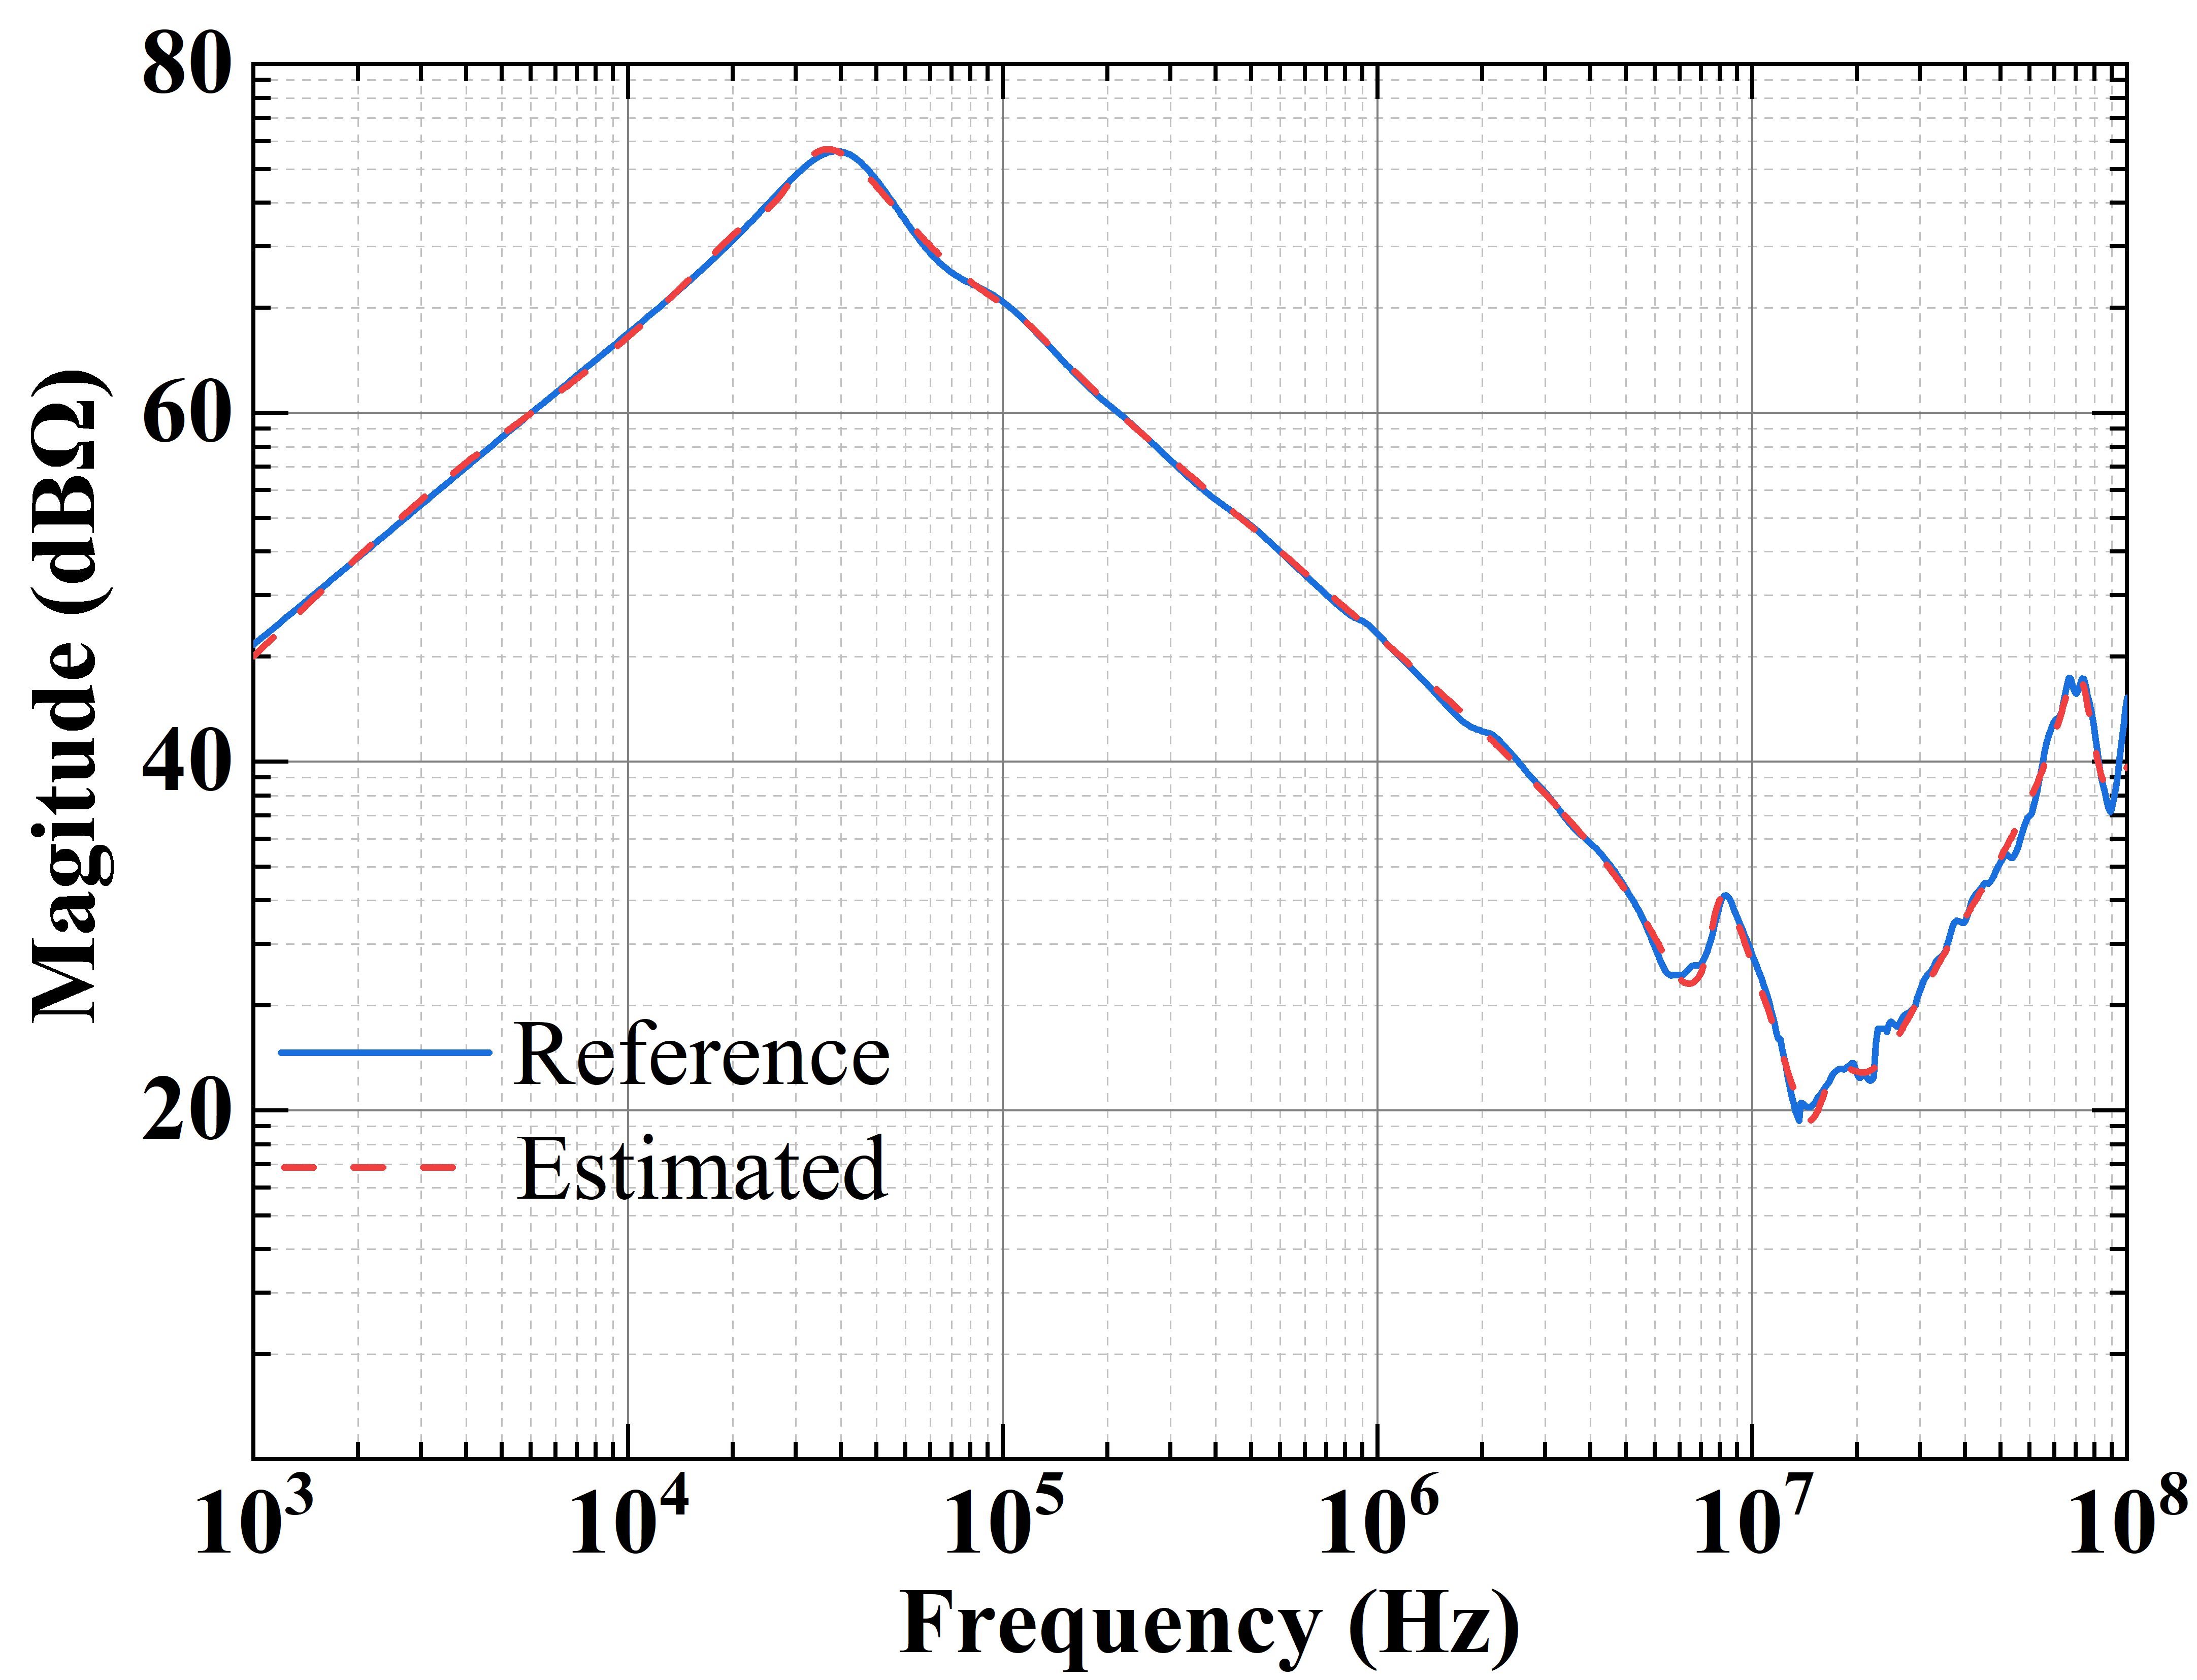 80
60
40
20
Magitude (dBΩ)
Reference
Estimated
10³ 10⁴ 10⁵ 10⁶ 10⁷ 10⁸
Frequency (Hz)